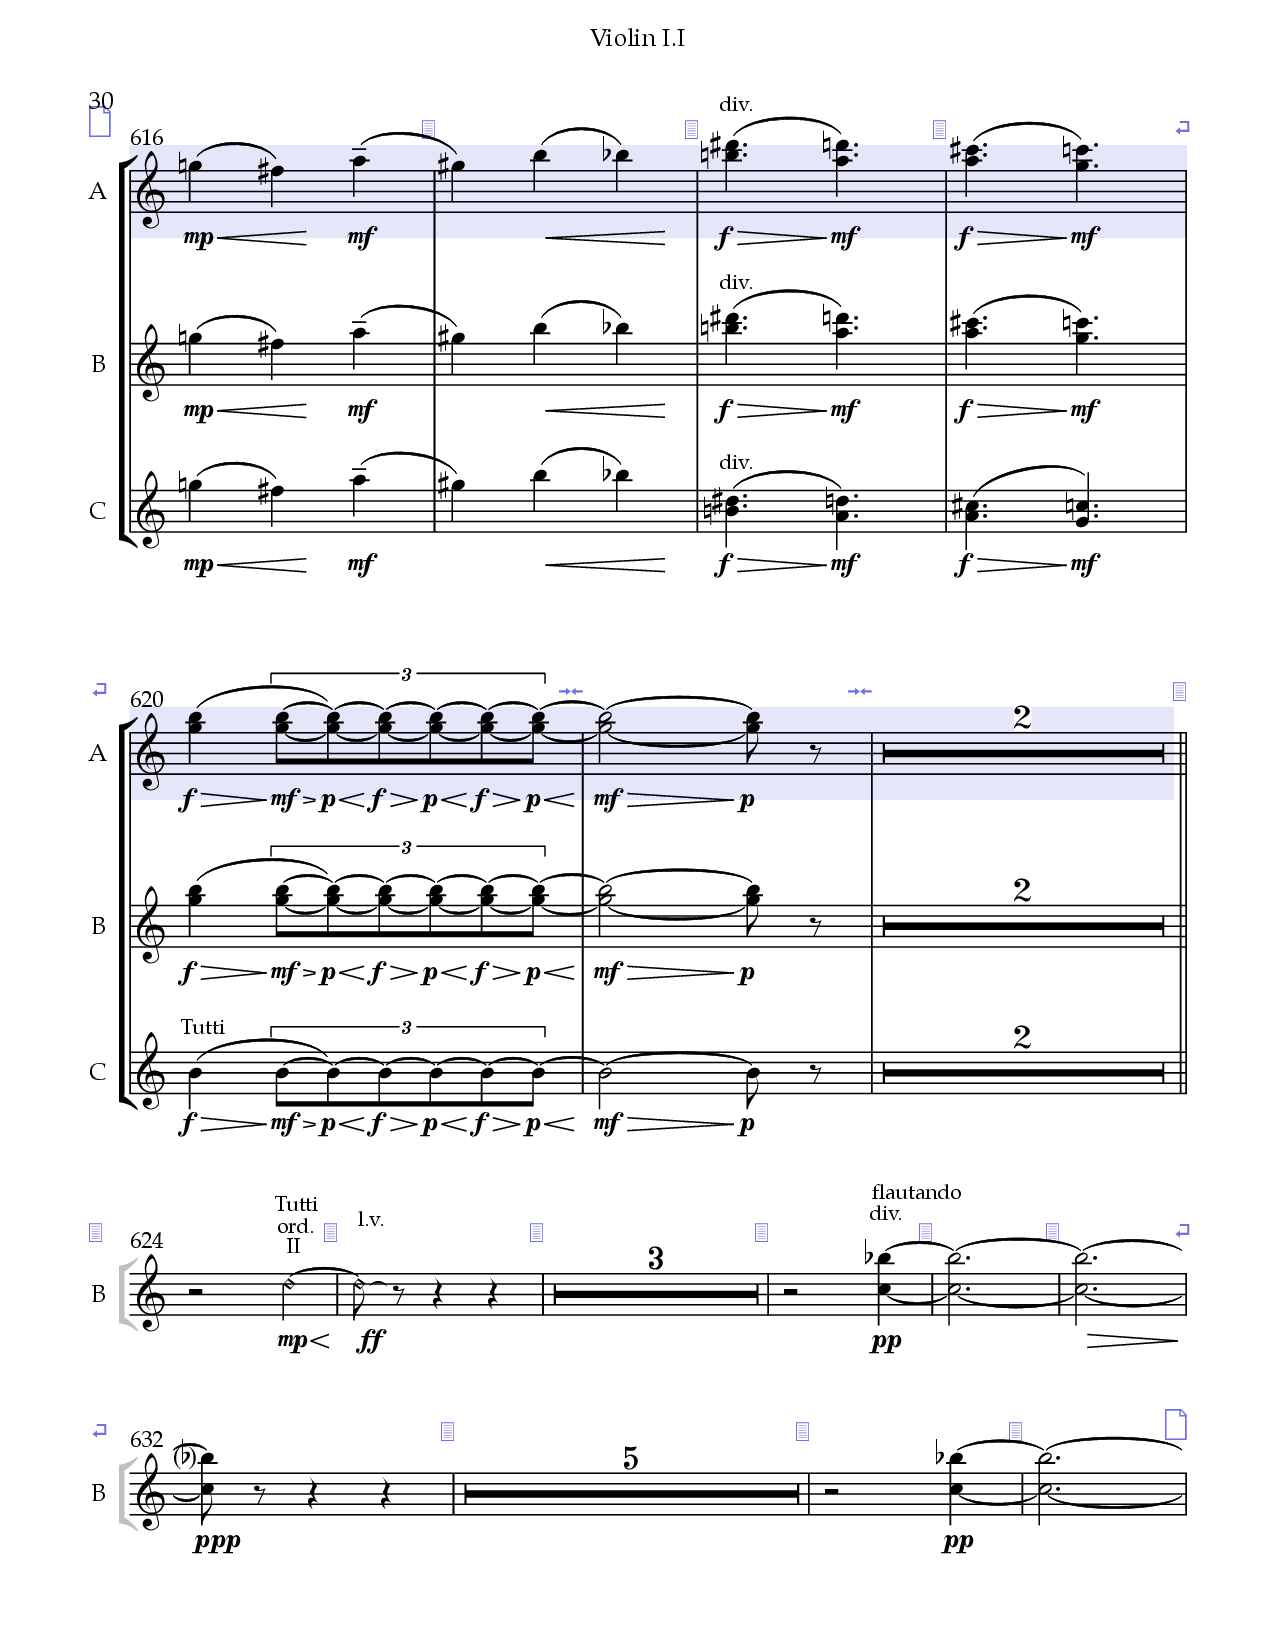 Violin I.I
30
616
div.
A
mp mf f mf f mf
div.
B
mp mf f mf f mf
div.
C
mp mf f mf f mf
620
3
2
A
f mf p f p f p mf p
3
2
B
f mf p f p f p mf p
Tutti
3
2
C
f mf p f p f p mf p
flautando
Tutti
l.v.
div.
ord.
624
II
3
B
mp ff pp
632
5
B
ppp pp